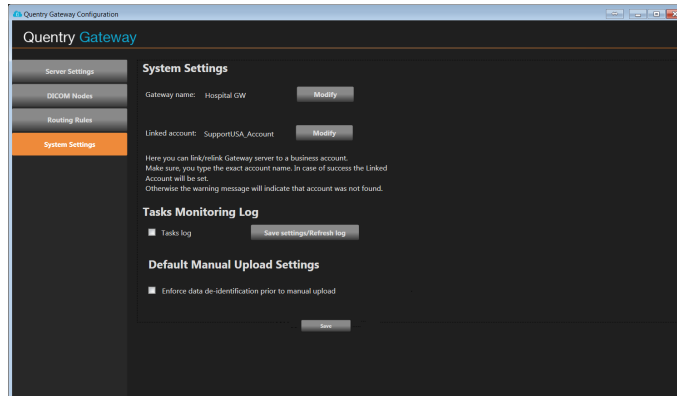 Quentry Gateway Configuration
Quentry Gateway
Server Settings
DICOM Nodes
Routing Rules
System Settings
System Settings
Gateway name: Hospital GW Modify
Linked account: SupportUSA_Account Modify
Here you can link/relink Gateway server to a business account.
Make sure, you type the exact account name. In case of success the Linked
Account will be set.
Otherwise the warning message will indicate that account was not found.
Tasks Monitoring Log
Tasks log Save settings/Refresh log
Default Manual Upload Settings
Enforce data de-identification prior to manual upload
Save